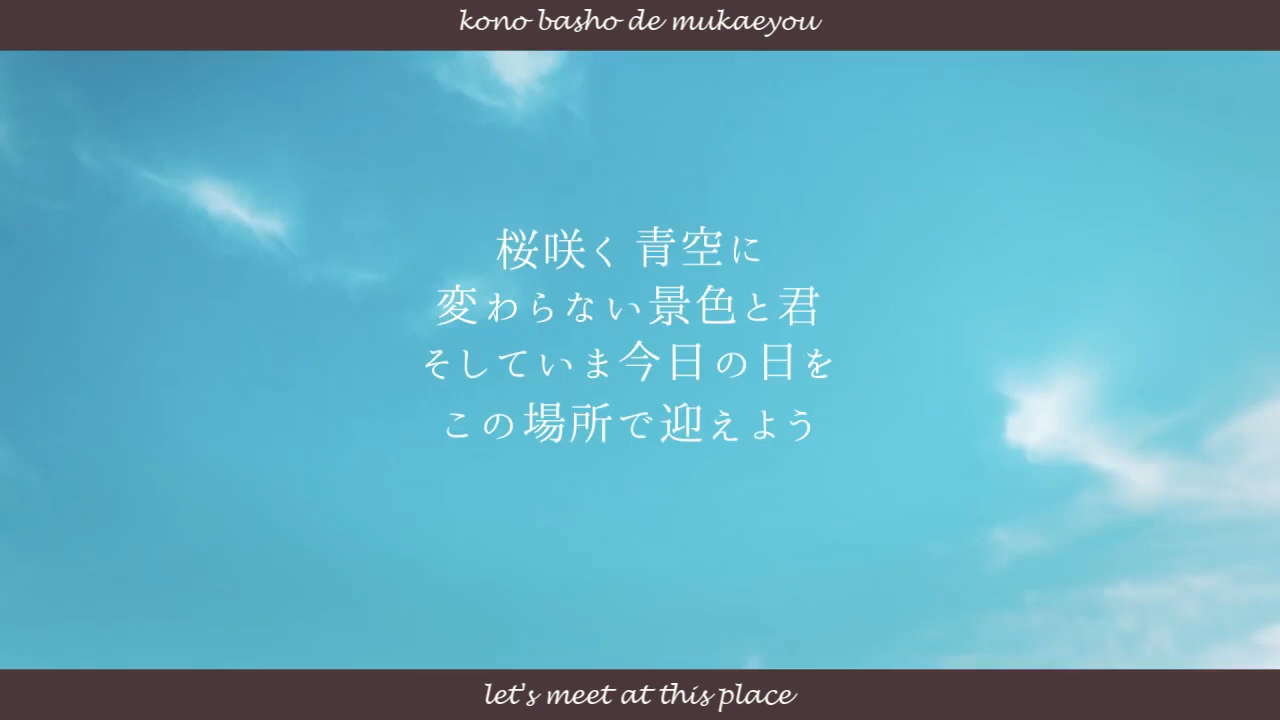 kono basho de mukaeyou
桜咲く 青空に
変わらない景色と君
そしていま今日の日を
この場所で迎えよう
let's meet at this place